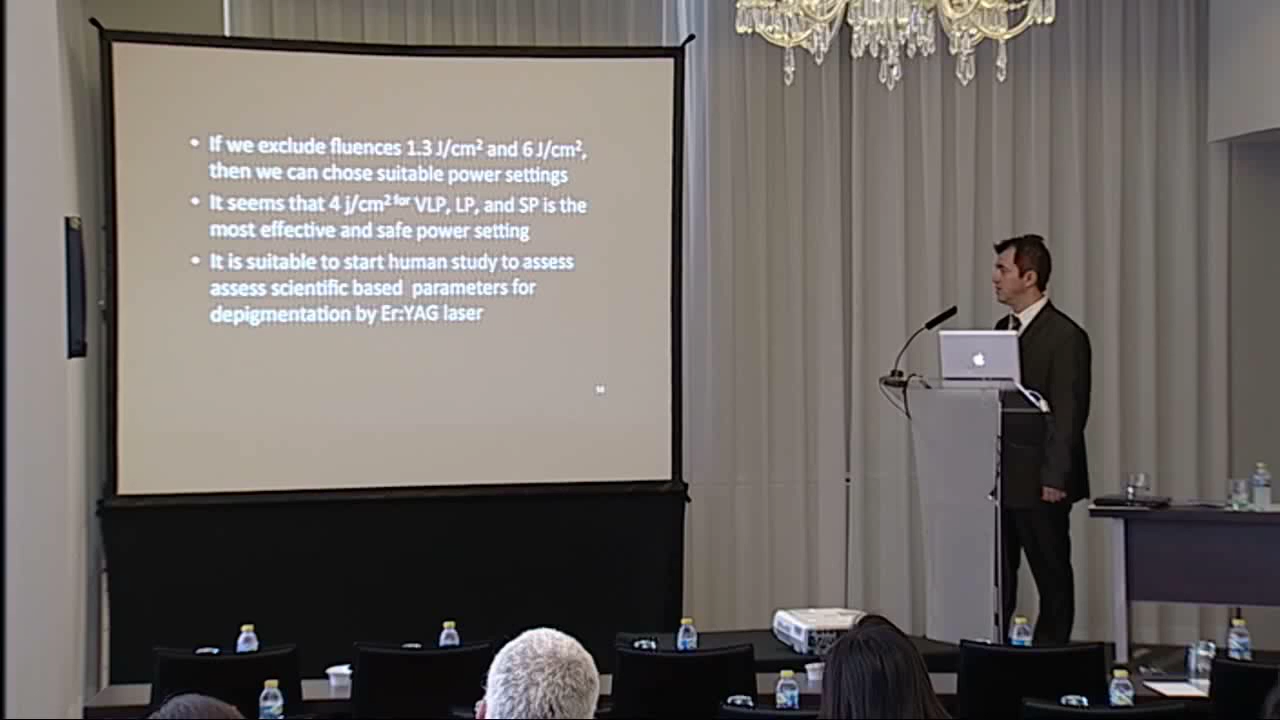 • If we exclude fluences 1.3 J/cm² and 6 J/cm²,
then we can chose suitable power settings
• It seems that 4 j/cm² for VLP, LP, and SP is the
most effective and safe power setting
• It is suitable to start human study to assess
assess scientific based parameters for
depigmentation by Er:YAG laser